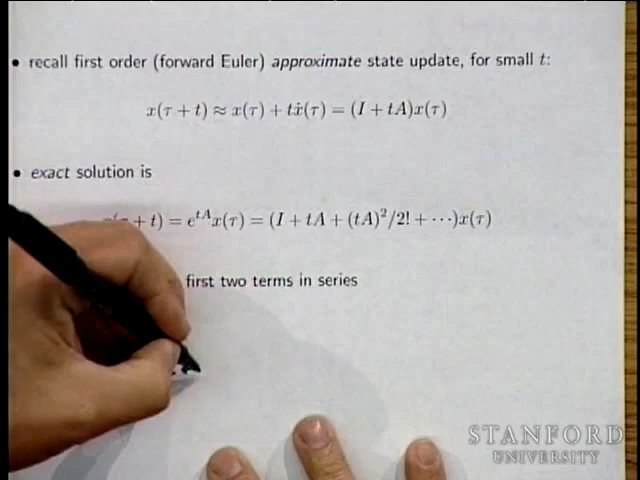 • recall first order (forward Euler) approximate state update, for small t:
x(τ + t) ≈ x(τ) + tẋ(τ) = (I + tA)x(τ)
• exact solution is
+ t) = e^{tA}x(τ) = (I + tA + (tA)²/2! + ⋯)x(τ)
first two terms in series
STANFORD
UNIVERSITY